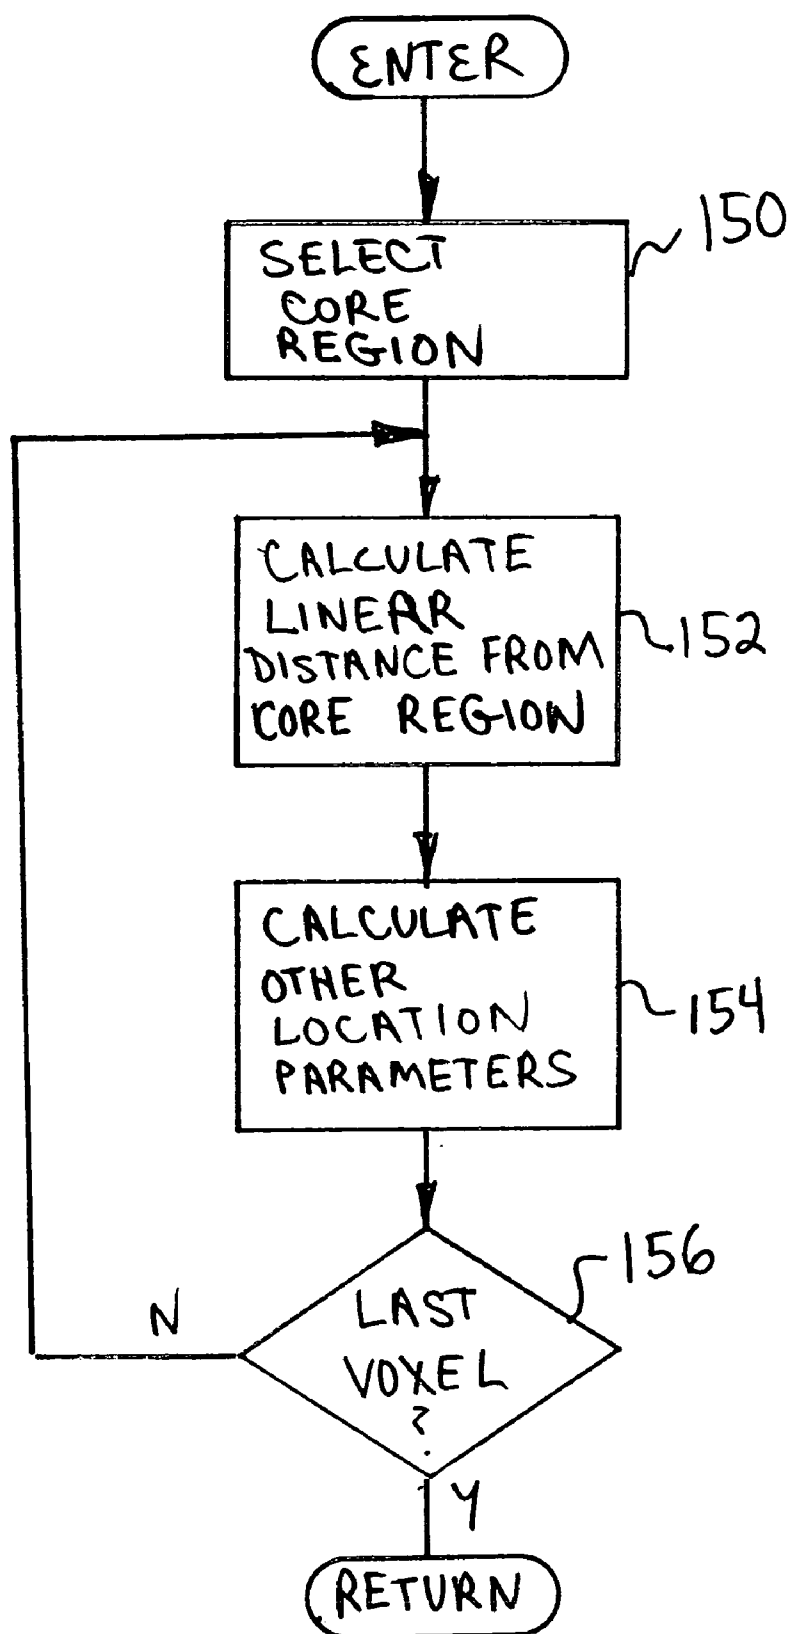 ENTER
150
SELECT
CORE
REGION
CALCULATE
LINEAR
DISTANCE FROM
CORE REGION
152
CALCULATE
OTHER
LOCATION
PARAMETERS
154
156
LAST
VOXEL
?
N
Y
RETURN